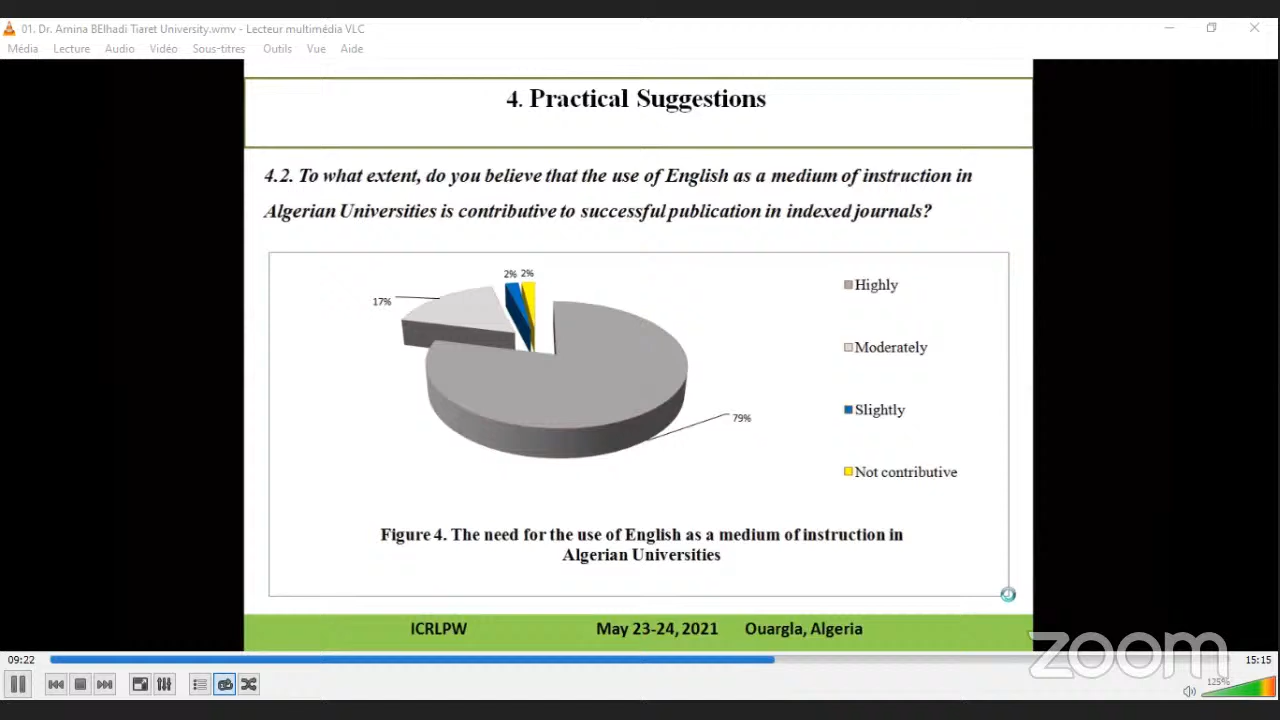 01. Dr. Amina BElhadi Tiaret University.wmv - Lecteur multimédia VLC
Média Lecture Audio Vidéo Sous-titres Outils Vue Aide
4. Practical Suggestions
4.2. To what extent, do you believe that the use of English as a medium of instruction in
Algerian Universities is contributive to successful publication in indexed journals?
2% 2%
17%
79%
Highly
Moderately
Slightly
Not contributive
Figure 4. The need for the use of English as a medium of instruction in
Algerian Universities
ICRLPW May 23-24, 2021 Ouargla, Algeria
zoom
09:22 15:15
125%